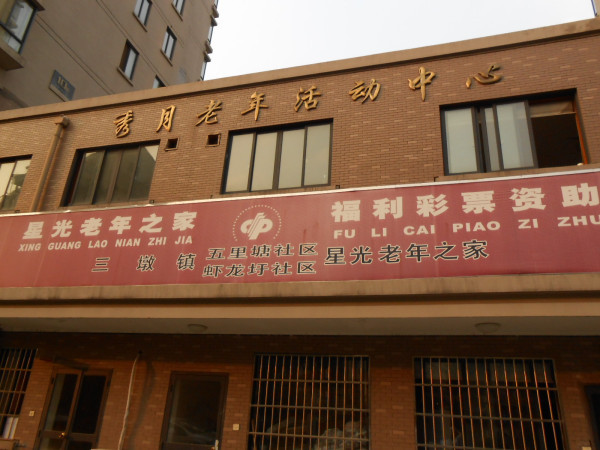 秀月老年活动中心
星光老年之家
XING GUANG LAO NIAN ZHI JIA
福利彩票资助
FU LI CAI PIAO ZI ZHU
三墩镇
五里塘社区
虾龙圩社区
星光老年之家